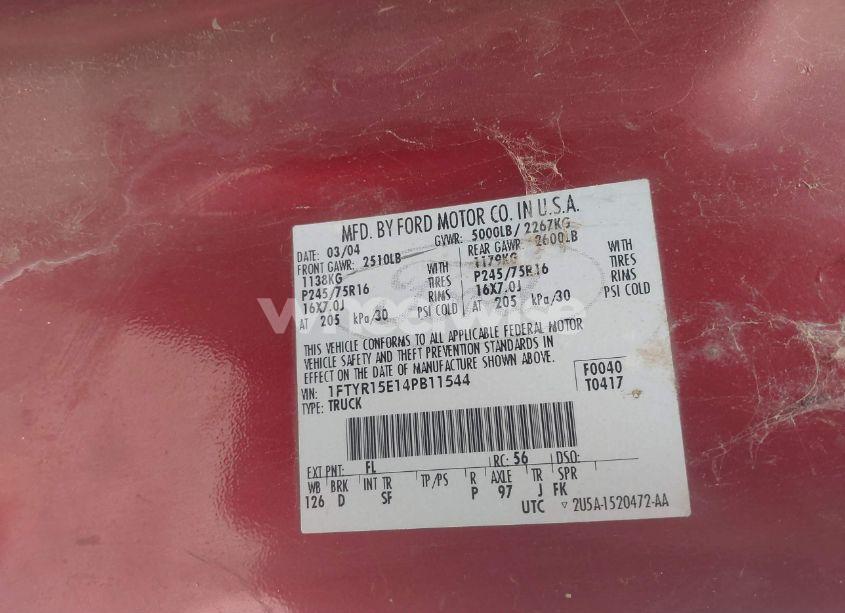 MFD. BY FORD MOTOR CO. IN U.S.A.
DATE: 03/04 GVWR: 5000LB/ 2267KG
FRONT GAWR: 2510LB REAR GAWR: 2600LB
1138KG WITH 1179KG WITH
P245/75R16 TIRES P245/75R16 TIRES
16X7.0J RIMS 16X7.0J RIMS
AT 205 kPa/30 PSI COLD AT 205 kPa/30 PSI COLD
THIS VEHICLE CONFORMS TO ALL APPLICABLE FEDERAL MOTOR
VEHICLE SAFETY AND THEFT PREVENTION STANDARDS IN
EFFECT ON THE DATE OF MANUFACTURE SHOWN ABOVE.
VIN: 1FTYR15E14PB11544 F0040
TYPE: TRUCK T0417
EXT PNT: FL RC: 56 DSO:
WB BRK INT TR TP/PS R AXLE TR SPR
126 D SF P 97 J FK
UTC ▽ 2U5A-1520472-AA